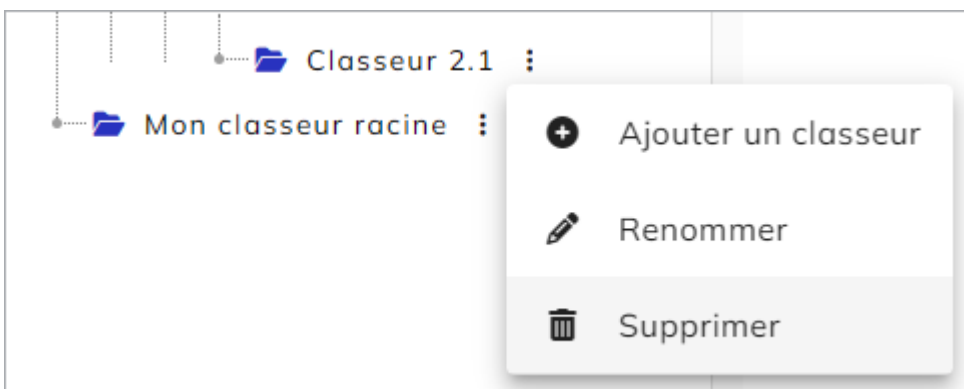 Classeur 2.1
Mon classeur racine
Ajouter un classeur
Renommer
Supprimer